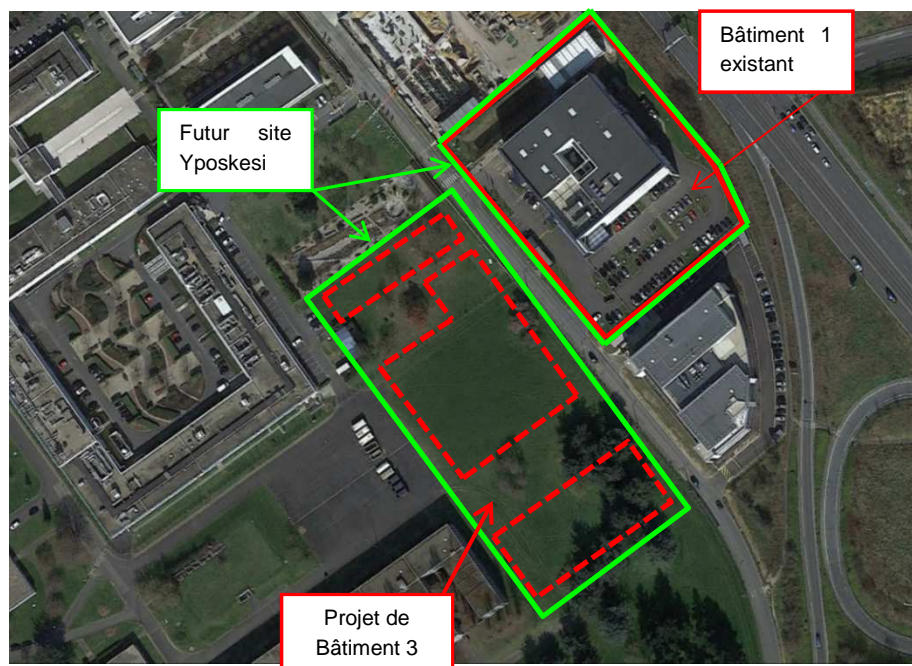 Bâtiment 1
existant
Futur site
Yposkesi
Projet de
Bâtiment 3